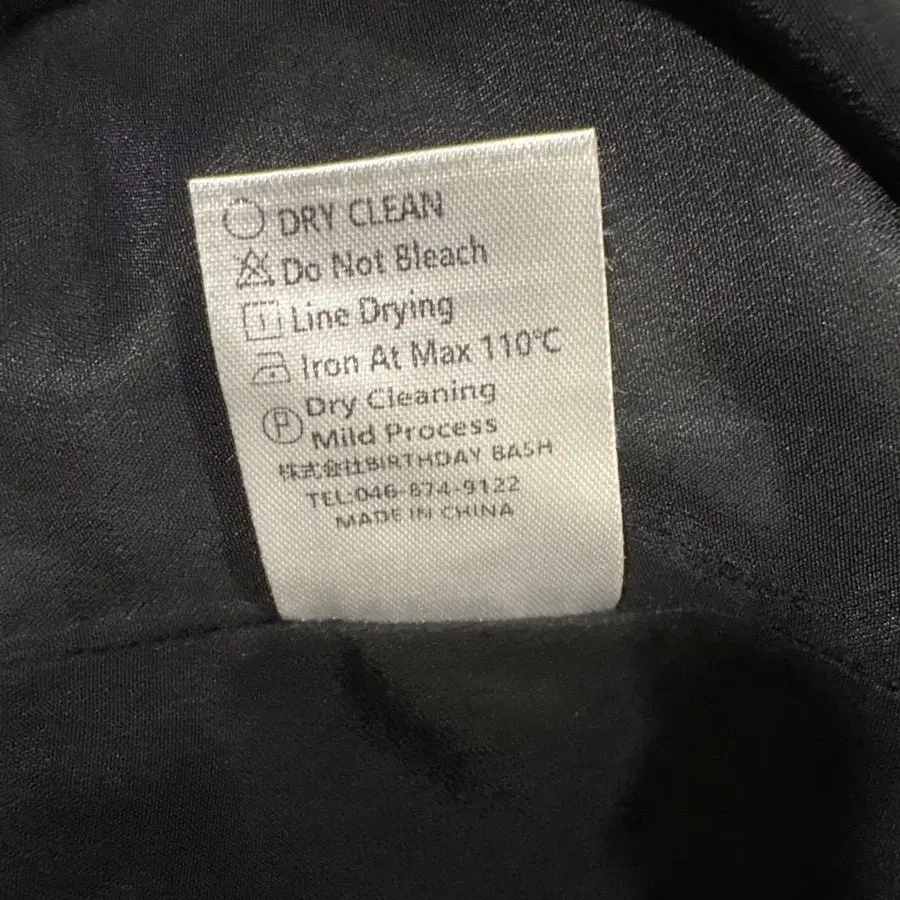 DRY CLEAN
Do Not Bleach
Line Drying
Iron At Max 110℃
P Dry Cleaning
Mild Process
株式会社BIRTHDAY BASH
TEL:046-874-9122
MADE IN CHINA